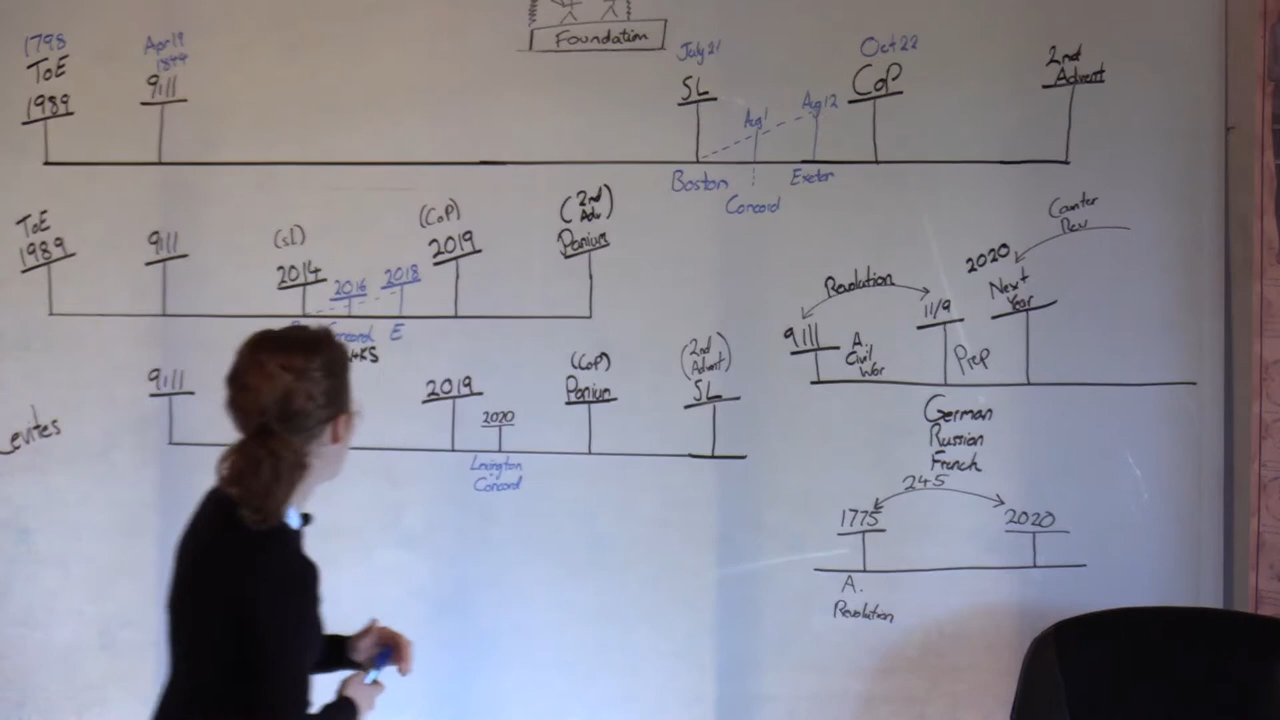 Foundation
1798
ToE
1989
Apr 19
1844
9|11
July 21
SL
Aug 1
Aug 12
Oct 22
CoP
2nd
Advent
Boston
Concord
Exeter
ToE
1989
9|11
(SL)
2014
2016
2018
(CoP)
2019
(2nd
Adv)
Panium
E
Levites
9|11
2019
2020
Lexington
Concord
(CoP)
Panium
(2nd
Advent)
SL
Counter
Rev
Revolution
9|11
A.
Civil
War
11/9
Prep
2020
Next
Year
German
Russian
French
245
1775
2020
A.
Revolution